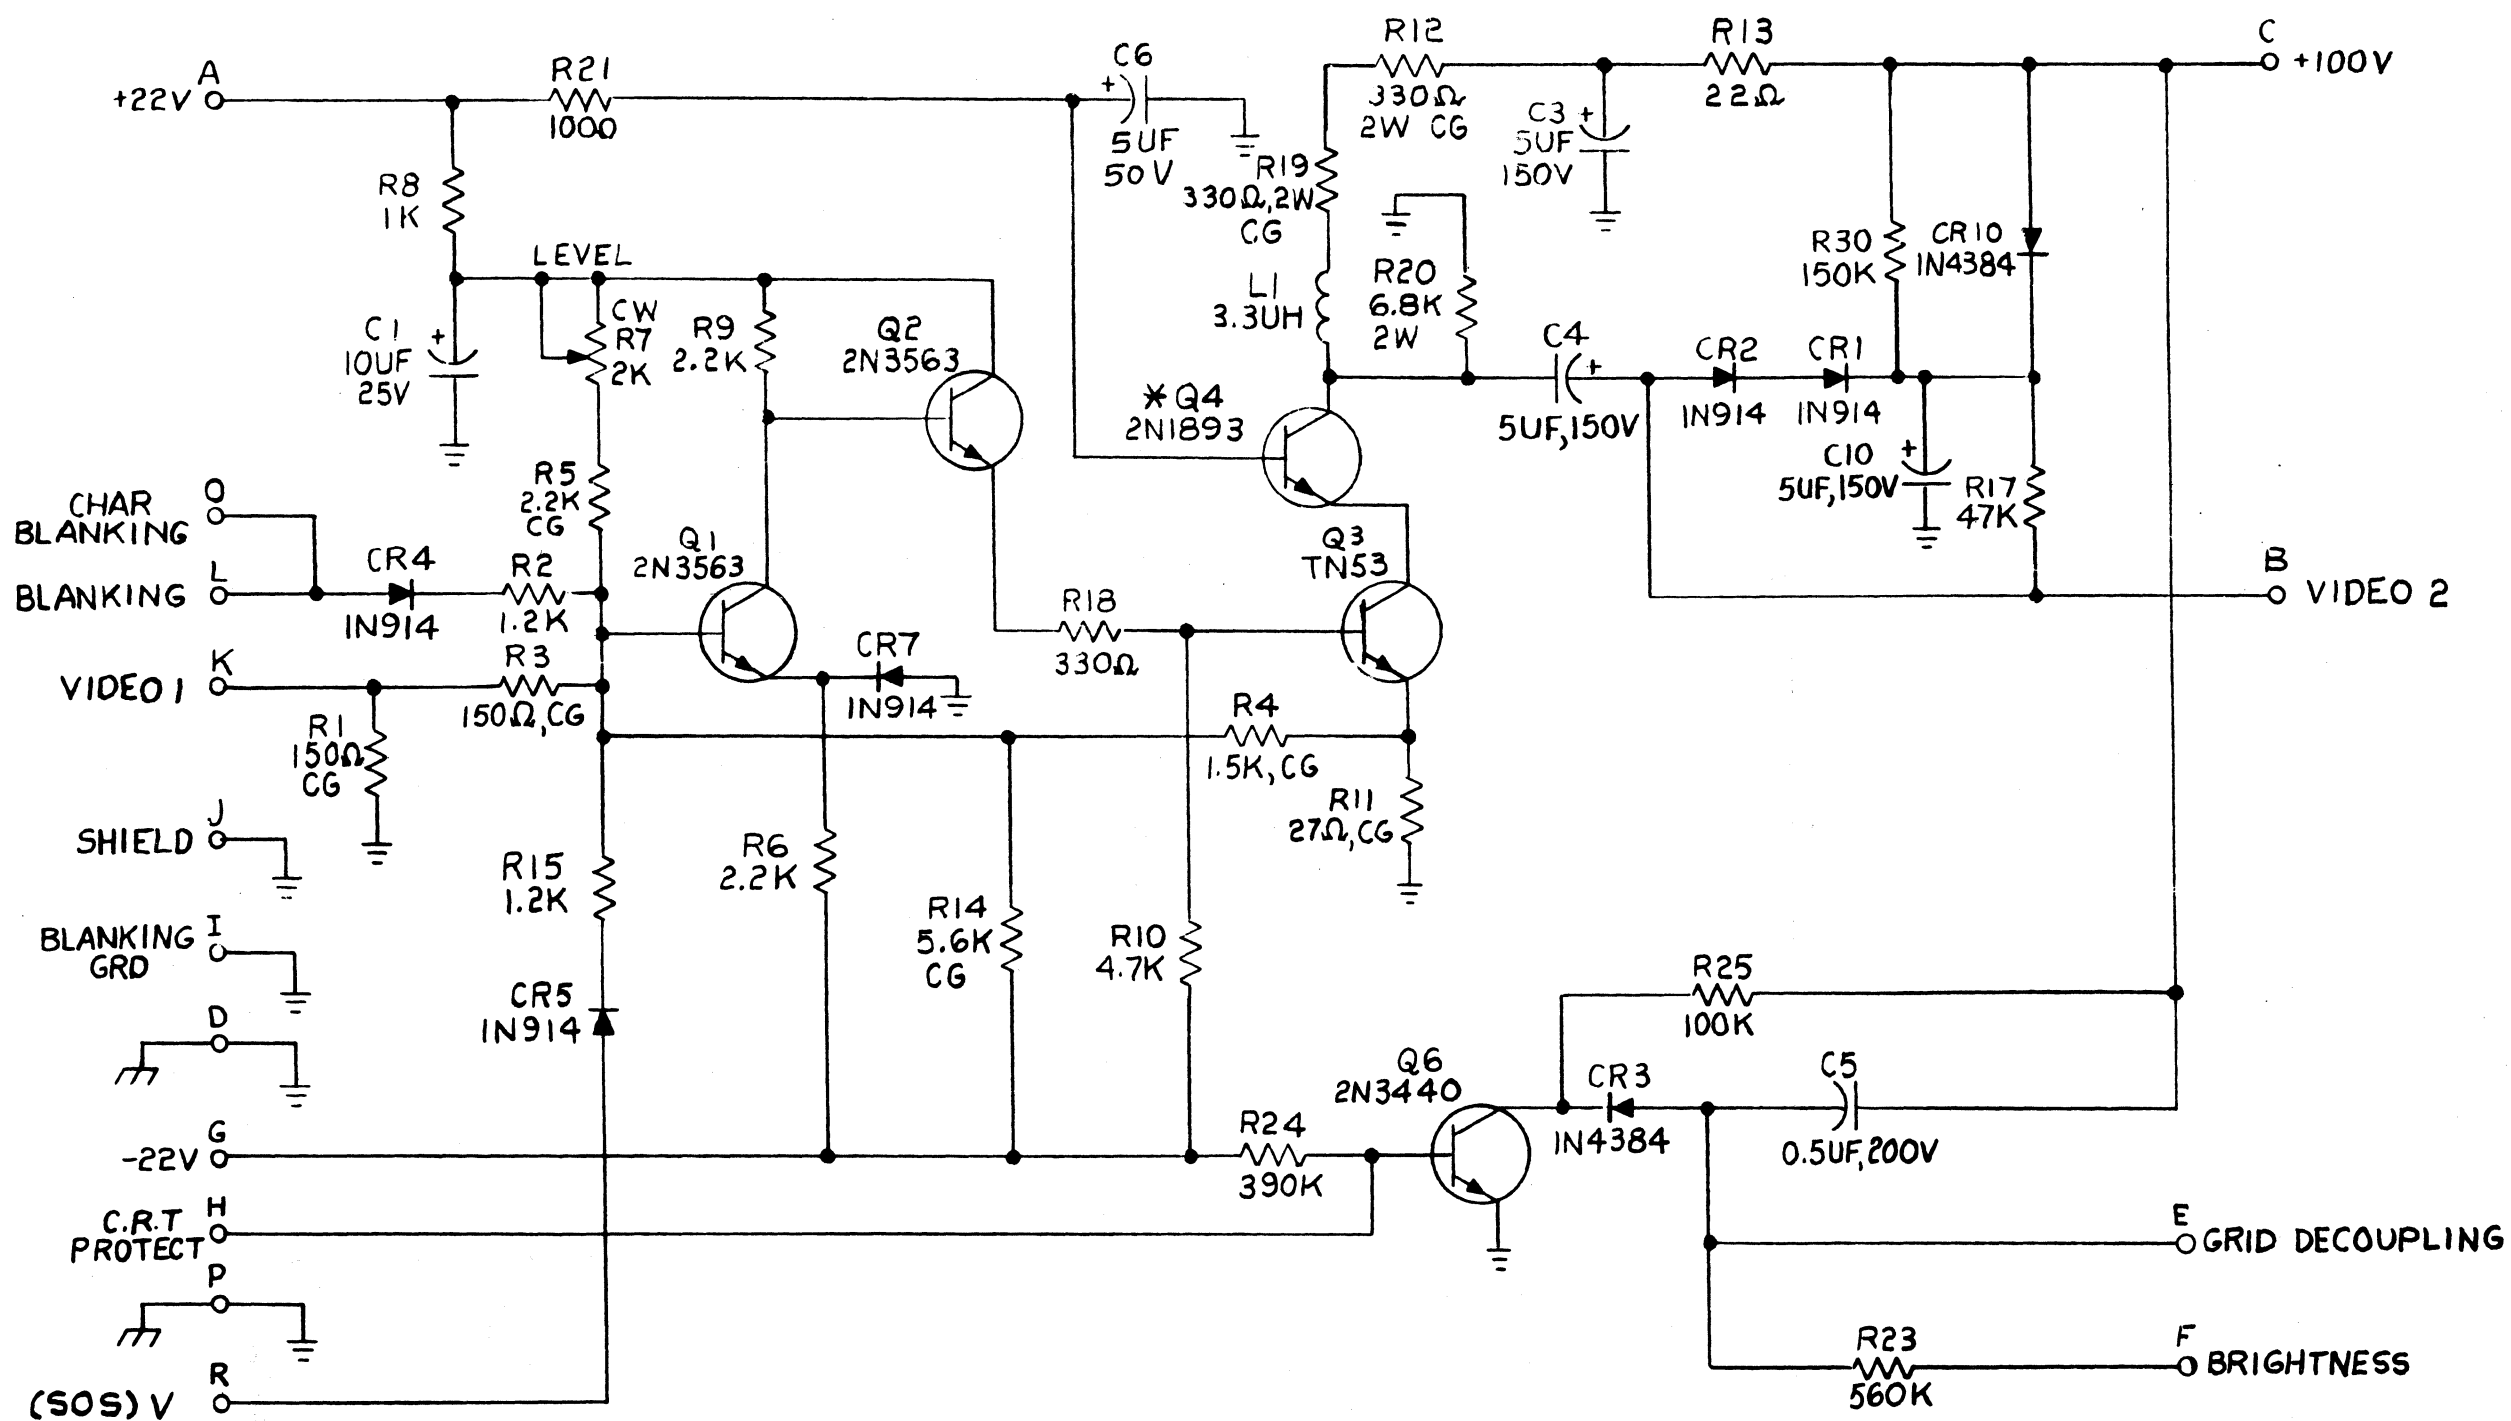 A
+22V
R21
100Ω
C6
+
5UF
50V
R12
330Ω
2W CG
R13
22Ω
C
+100V
C3
+
5UF
150V
R8
1K
R19
330Ω,2W
CG
LEVEL
CW
R7
2K
R9
2.2K
Q2
2N3563
C1
+
10UF
25V
L1
3.3UH
R20
6.8K
2W
R30
150K
CR10
1N4384
*Q4
2N1893
C4
+
5UF,150V
CR2
1N914
CR1
1N914
C10
+
5UF,150V
R17
47K
R5
2.2K
CG
O
CHAR
BLANKING
L
BLANKING
CR4
1N914
R2
1.2K
Q1
2N3563
Q3
TN53
B
VIDEO 2
K
VIDEO 1
R3
150Ω,CG
CR7
1N914
R18
330Ω
R1
150Ω
CG
R4
1.5K,CG
R11
27Ω,CG
J
SHIELD
R15
1.2K
R6
2.2K
R14
5.6K
CG
R10
4.7K
I
BLANKING
GRD
CR5
1N914
R25
100K
D
Q6
2N3440
CR3
1N4384
C5
0.5UF,200V
G
-22V
R24
390K
H
C.R.T
PROTECT
E
GRID DECOUPLING
P
R23
560K
F
BRIGHTNESS
R
(SOS) V